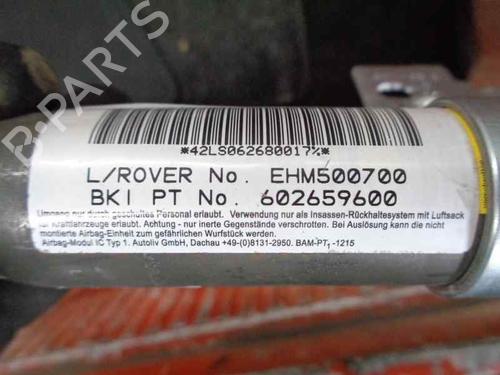 B-PARTS
*42LS062680017¼*
L/ROVER No. EHM500700
BKI PT No. 602659600
Umgang nur durch geschultes Personal erlaubt. Verwendung nur als Insassen-Rückhaltesystem mit Luftsack
für Kraftfahrzeuge erlaubt. Achtung - nur inerte Gegenstände verschrotten. Bei Auslösung kann die nicht
montierte Airbag-Einheit zum gefährlichen Wurfstück werden.
Airbag-Modul IC Typ 1. Autoliv GmbH, Dachau +49-(0)8131-2950. BAM-PT₁ -1215